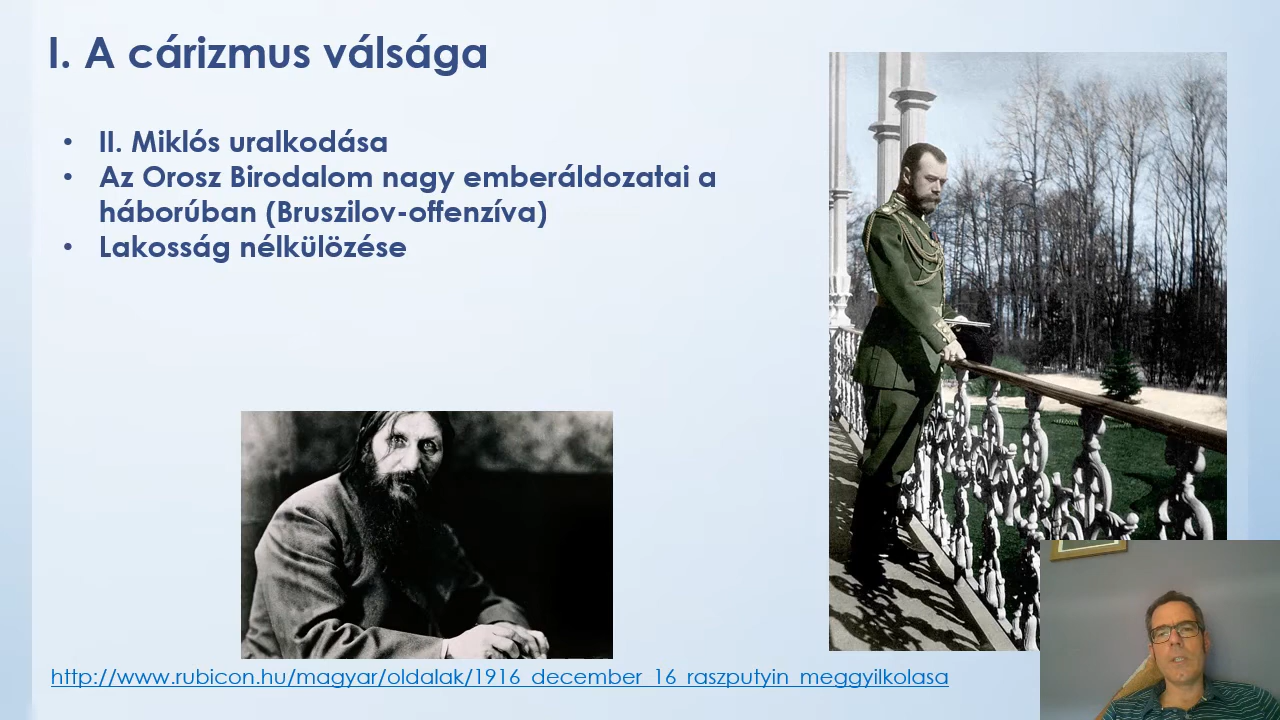 I. A cárizmus válsága
• II. Miklós uralkodása
• Az Orosz Birodalom nagy emberáldozatai a
háborúban (Bruszilov-offenzíva)
• Lakosság nélkülözése
http://www.rubicon.hu/magyar/oldalak/1916_december_16_raszputyin_meggyilkolasa